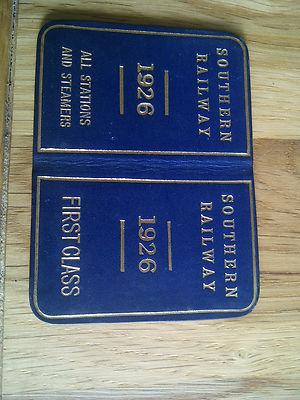 SOUTHERN
RAILWAY
1926
ALL STATIONS
AND STEAMERS
SOUTHERN
RAILWAY
1926
FIRST CLASS